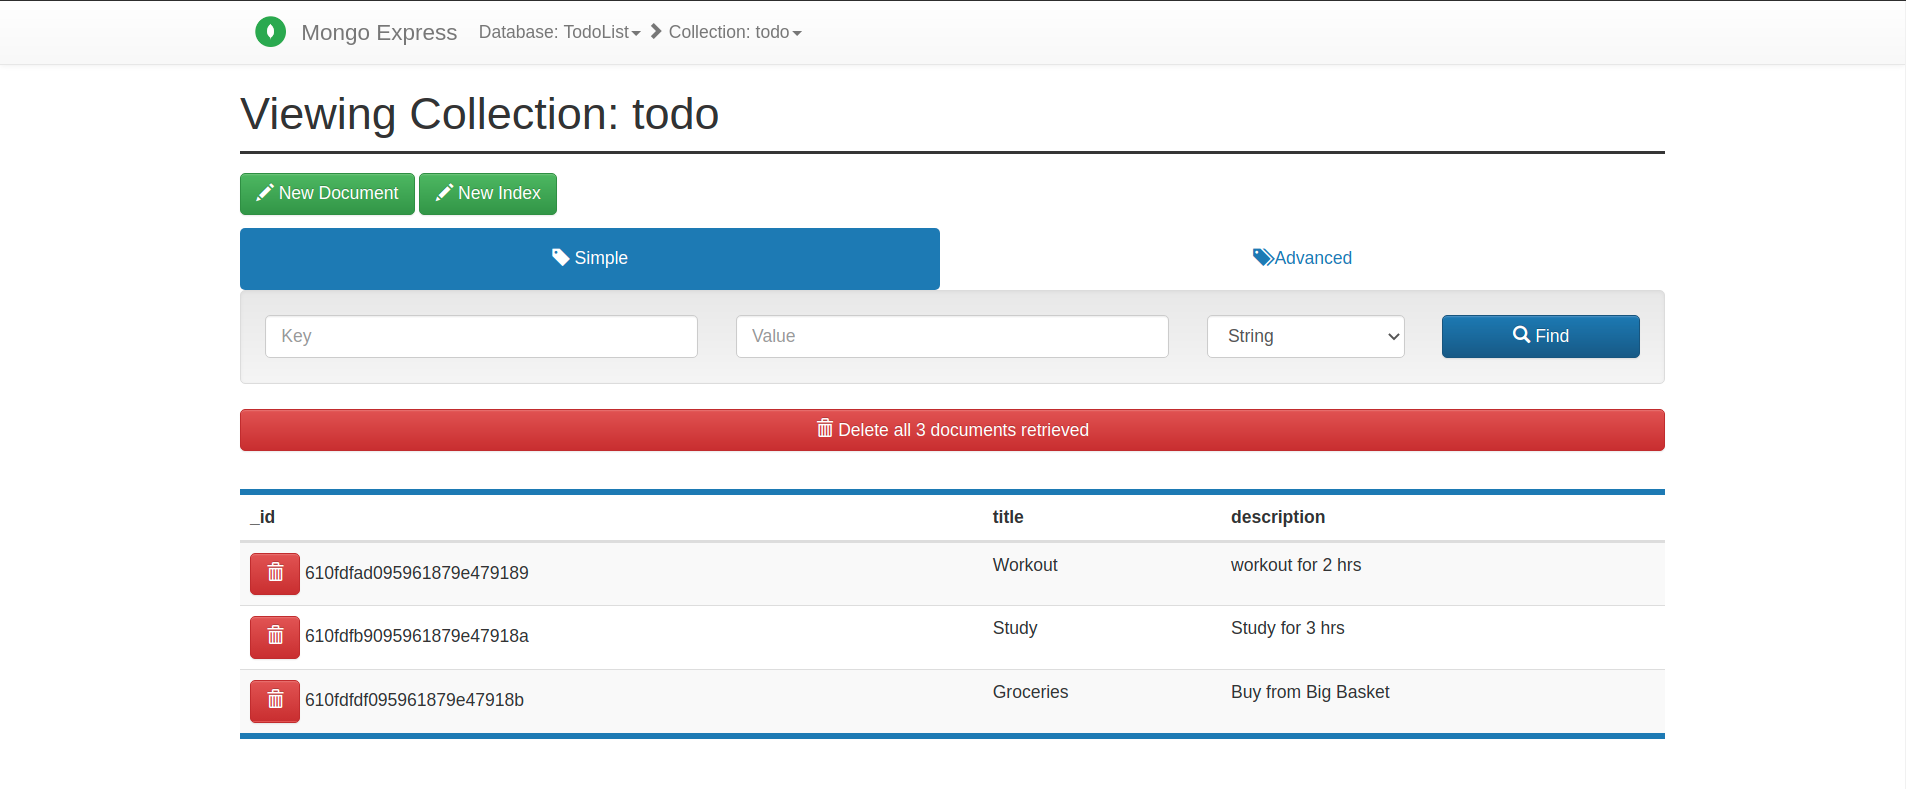 Mongo Express Database: TodoList Collection: todo
Viewing Collection: todo
New Document New Index
Simple Advanced
Key Value String Find
Delete all 3 documents retrieved
_id title description
610fdfad095961879e479189 Workout workout for 2 hrs
610fdfb9095961879e47918a Study Study for 3 hrs
610fdfdf095961879e47918b Groceries Buy from Big Basket